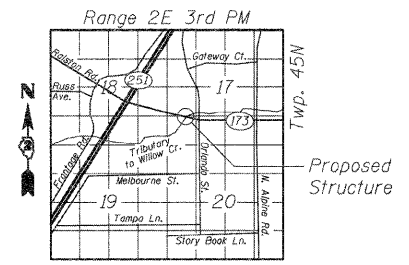 Range 2E 3rd PM
Twp. 45N
N
Ralston Rd.
Gateway Ct.
251
18
17
Russ
Ave.
173
Tributary
to Willow Cr.
Frontage Rd.
Orlando St.
Proposed
Structure
Melbourne St.
N. Alpine Rd.
19
20
Tampa Ln.
Story Book Ln.